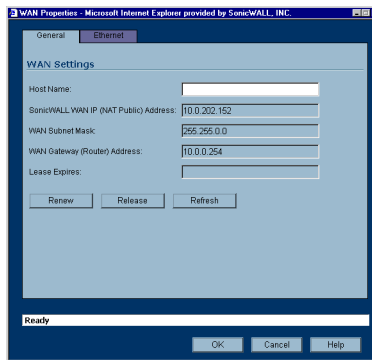 WAN Properties - Microsoft Internet Explorer provided by SonicWALL, INC.
General Ethernet
WAN Settings
Host Name:
SonicWALL WAN IP (NAT Public) Address: 10.0.202.152
WAN Subnet Mask: 255.255.0.0
WAN Gateway (Router) Address: 10.0.0.254
Lease Expires:
Renew Release Refresh
Ready
OK Cancel Help